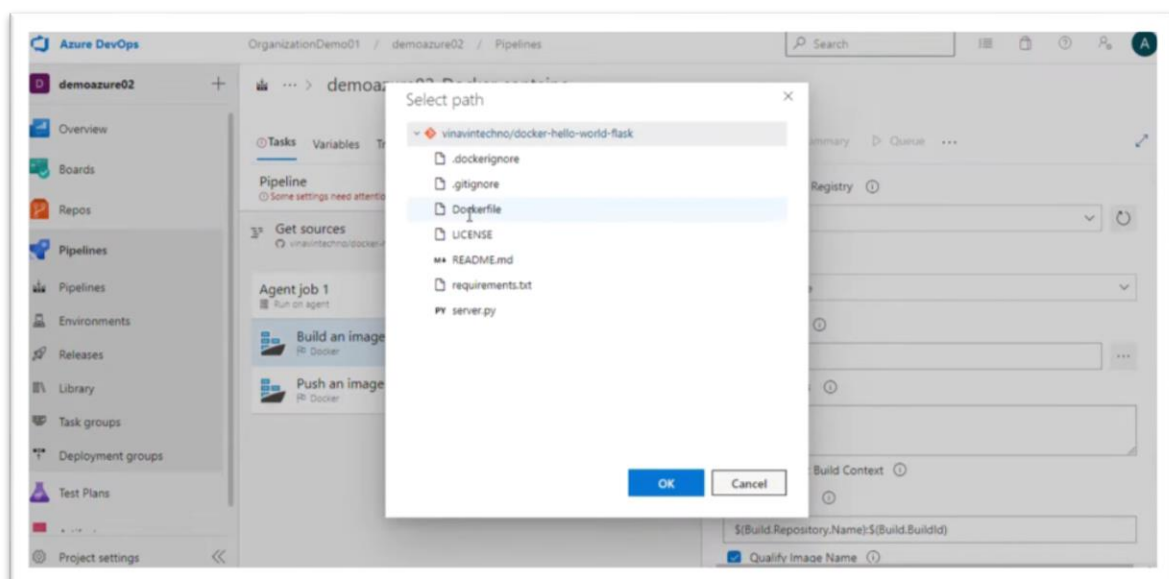 Azure DevOps
OrganizationDemo01 / demoazure02 / Pipelines
Search
A
D demoazure02 +
Overview
Boards
Repos
Pipelines
Pipelines
Environments
Releases
Library
Task groups
Deployment groups
Test Plans
Project settings
Tasks Variables
Pipeline
Some settings need
Get sources
Agent job 1
Run on agent
Build an image
Docker
Push an image
Docker
Select path
vinavintechno/docker-hello-world-flask
.dockerignore
.gitignore
Dockerfile
LICENSE
README.md
requirements.txt
PY server.py
OK Cancel
Queue
Registry
Build Context
$(Build.Repository.Name):$(Build.BuildId)
Qualify Image Name